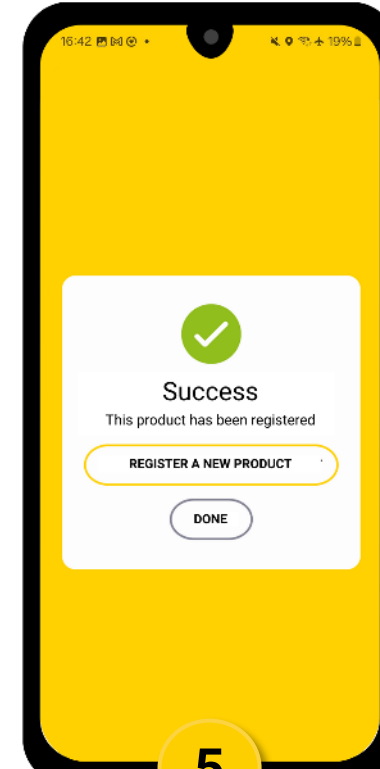 16:42
19%
Success
This product has been registered
REGISTER A NEW PRODUCT
DONE
5